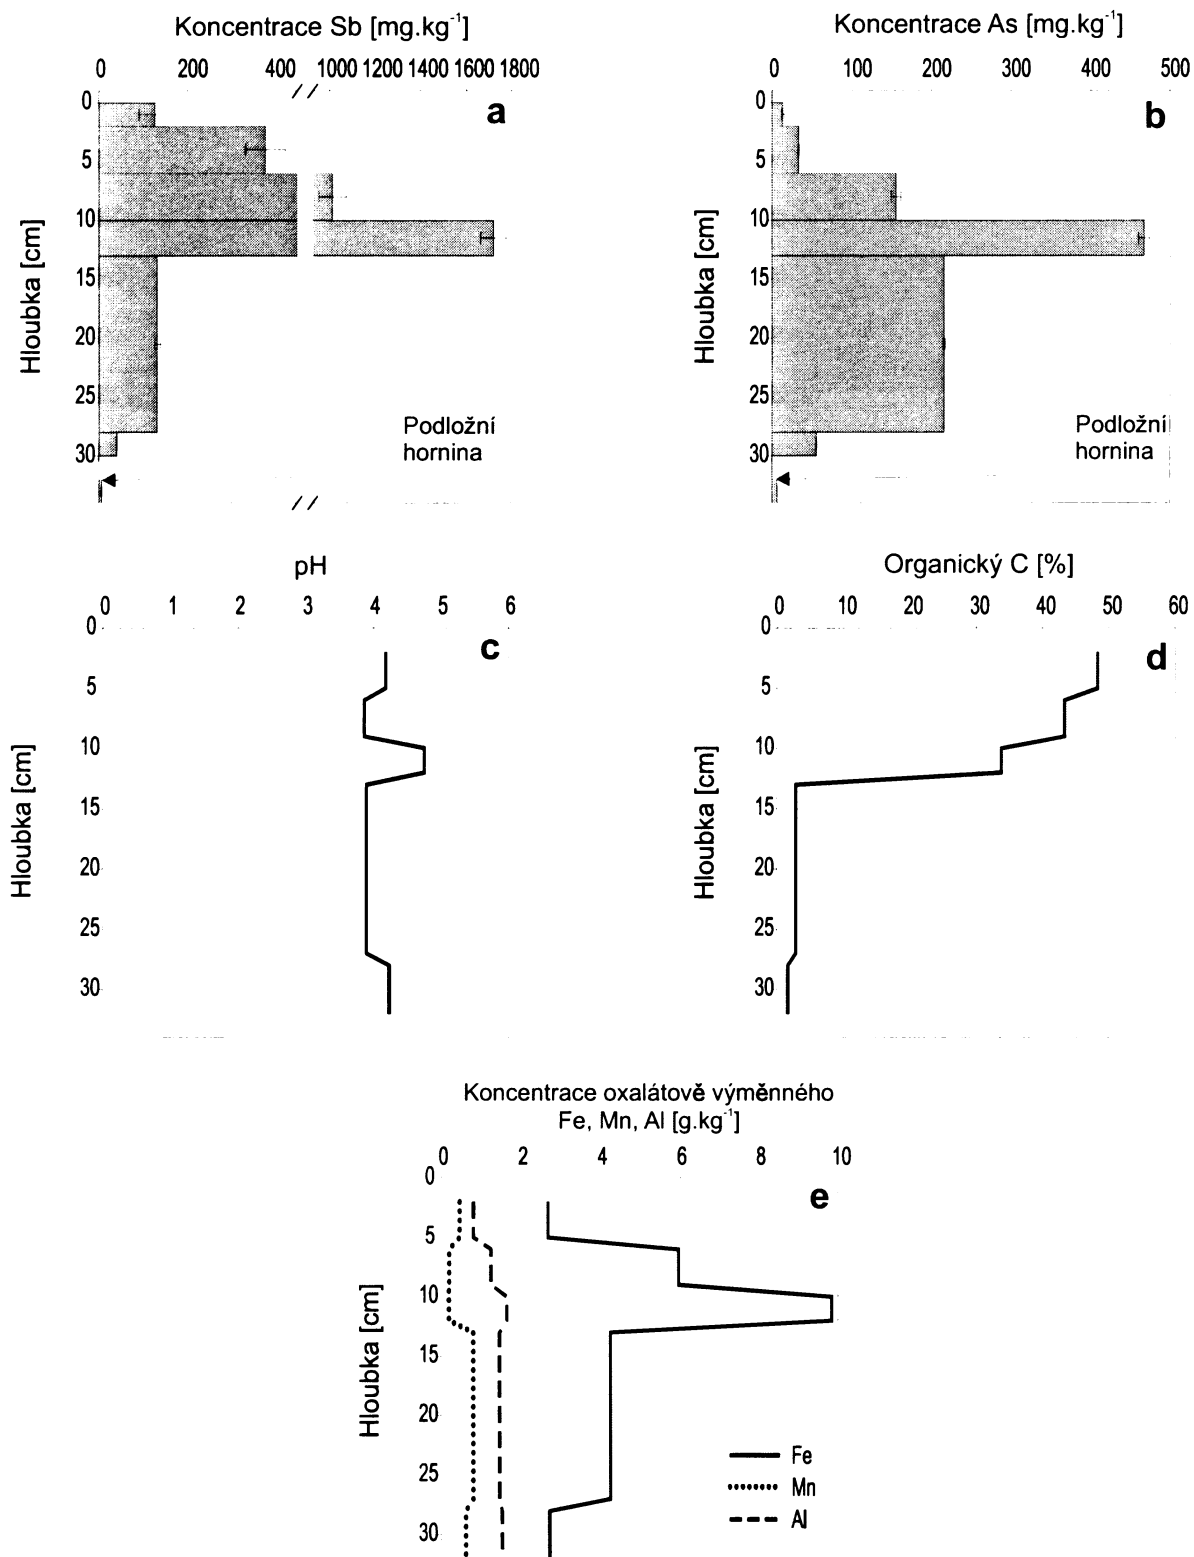 Koncentrace Sb [mg.kg⁻¹]
0 200 400 1000 1200 1400 1600 1800
a
0
5
10
15
20
25
30
Hloubka [cm]
Podložní
hornina
Koncentrace As [mg.kg⁻¹]
0 100 200 300 400 500
b
0
5
10
15
20
25
30
Hloubka [cm]
Podložní
hornina
pH
0 1 2 3 4 5 6
c
0
5
10
15
20
25
30
Hloubka [cm]
Organický C [%]
0 10 20 30 40 50 60
d
0
5
10
15
20
25
30
Hloubka [cm]
Koncentrace oxalátově výměnného
Fe, Mn, Al [g.kg⁻¹]
0 2 4 6 8 10
e
0
5
10
15
20
25
30
Hloubka [cm]
Fe
Mn
Al